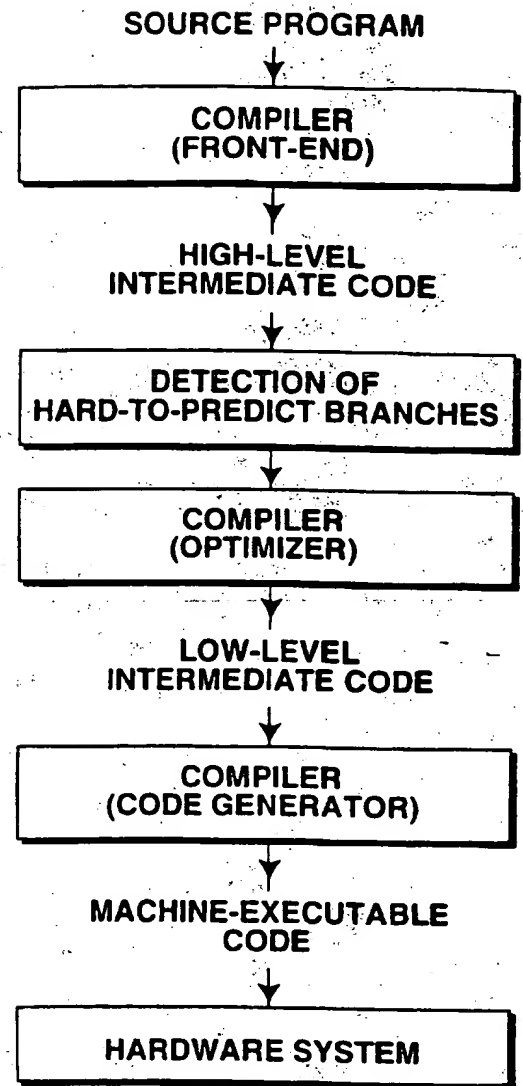 SOURCE PROGRAM
COMPILER
(FRONT-END)
HIGH-LEVEL
INTERMEDIATE CODE
DETECTION OF
HARD-TO-PREDICT BRANCHES
COMPILER
(OPTIMIZER)
LOW-LEVEL
INTERMEDIATE CODE
COMPILER
(CODE GENERATOR)
MACHINE-EXECUTABLE
CODE
HARDWARE SYSTEM